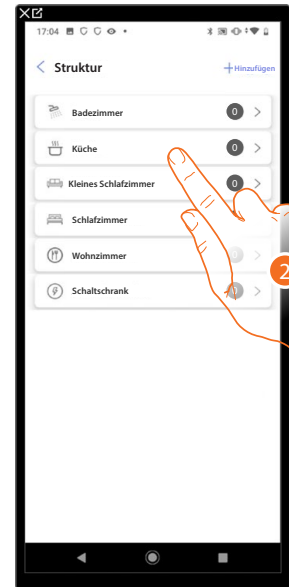 17:04
Struktur
Hinzufügen
Badezimmer 0
Küche 0
Kleines Schlafzimmer 0
Schlafzimmer
Wohnzimmer
Schaltschrank
2